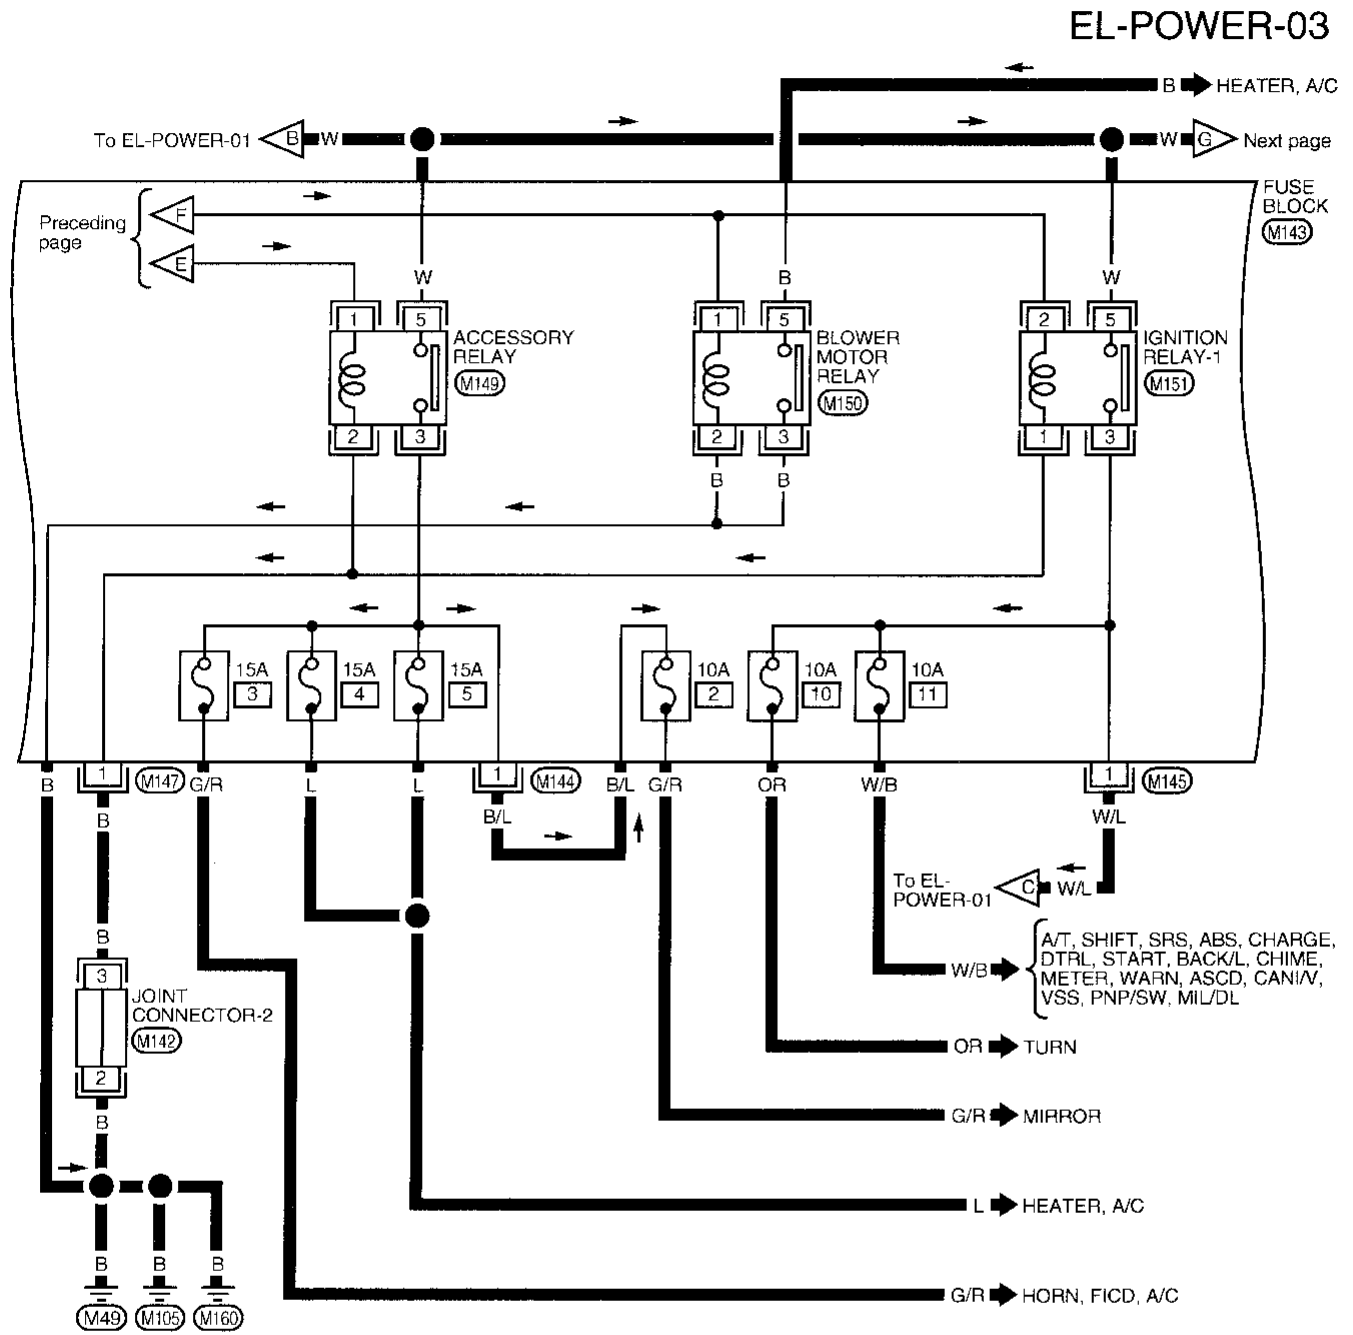 EL-POWER-03
B HEATER, A/C
To EL-POWER-01 B W W G Next page
FUSE
BLOCK
M143
Preceding
page
F
E
W B W
1 5 1 5 2 5
ACCESSORY
RELAY
M149
BLOWER
MOTOR
RELAY
M150
IGNITION
RELAY-1
M151
2 3 2 3 1 3
B B
15A 15A 15A 10A 10A 10A
3 4 5 2 10 11
B 1 M147 G/R L L 1 M144 B/L G/R OR W/B 1 M145
B B/L W/L
To EL-
POWER-01
C W/L
B
3
JOINT
CONNECTOR-2
M142
2
B
W/B
A/T, SHIFT, SRS, ABS, CHARGE,
DTRL, START, BACK/L, CHIME,
METER, WARN, ASCD, CANI/V,
VSS, PNP/SW, MIL/DL
OR TURN
G/R MIRROR
L HEATER, A/C
B B B
G/R HORN, FICD, A/C
M49 M105 M160